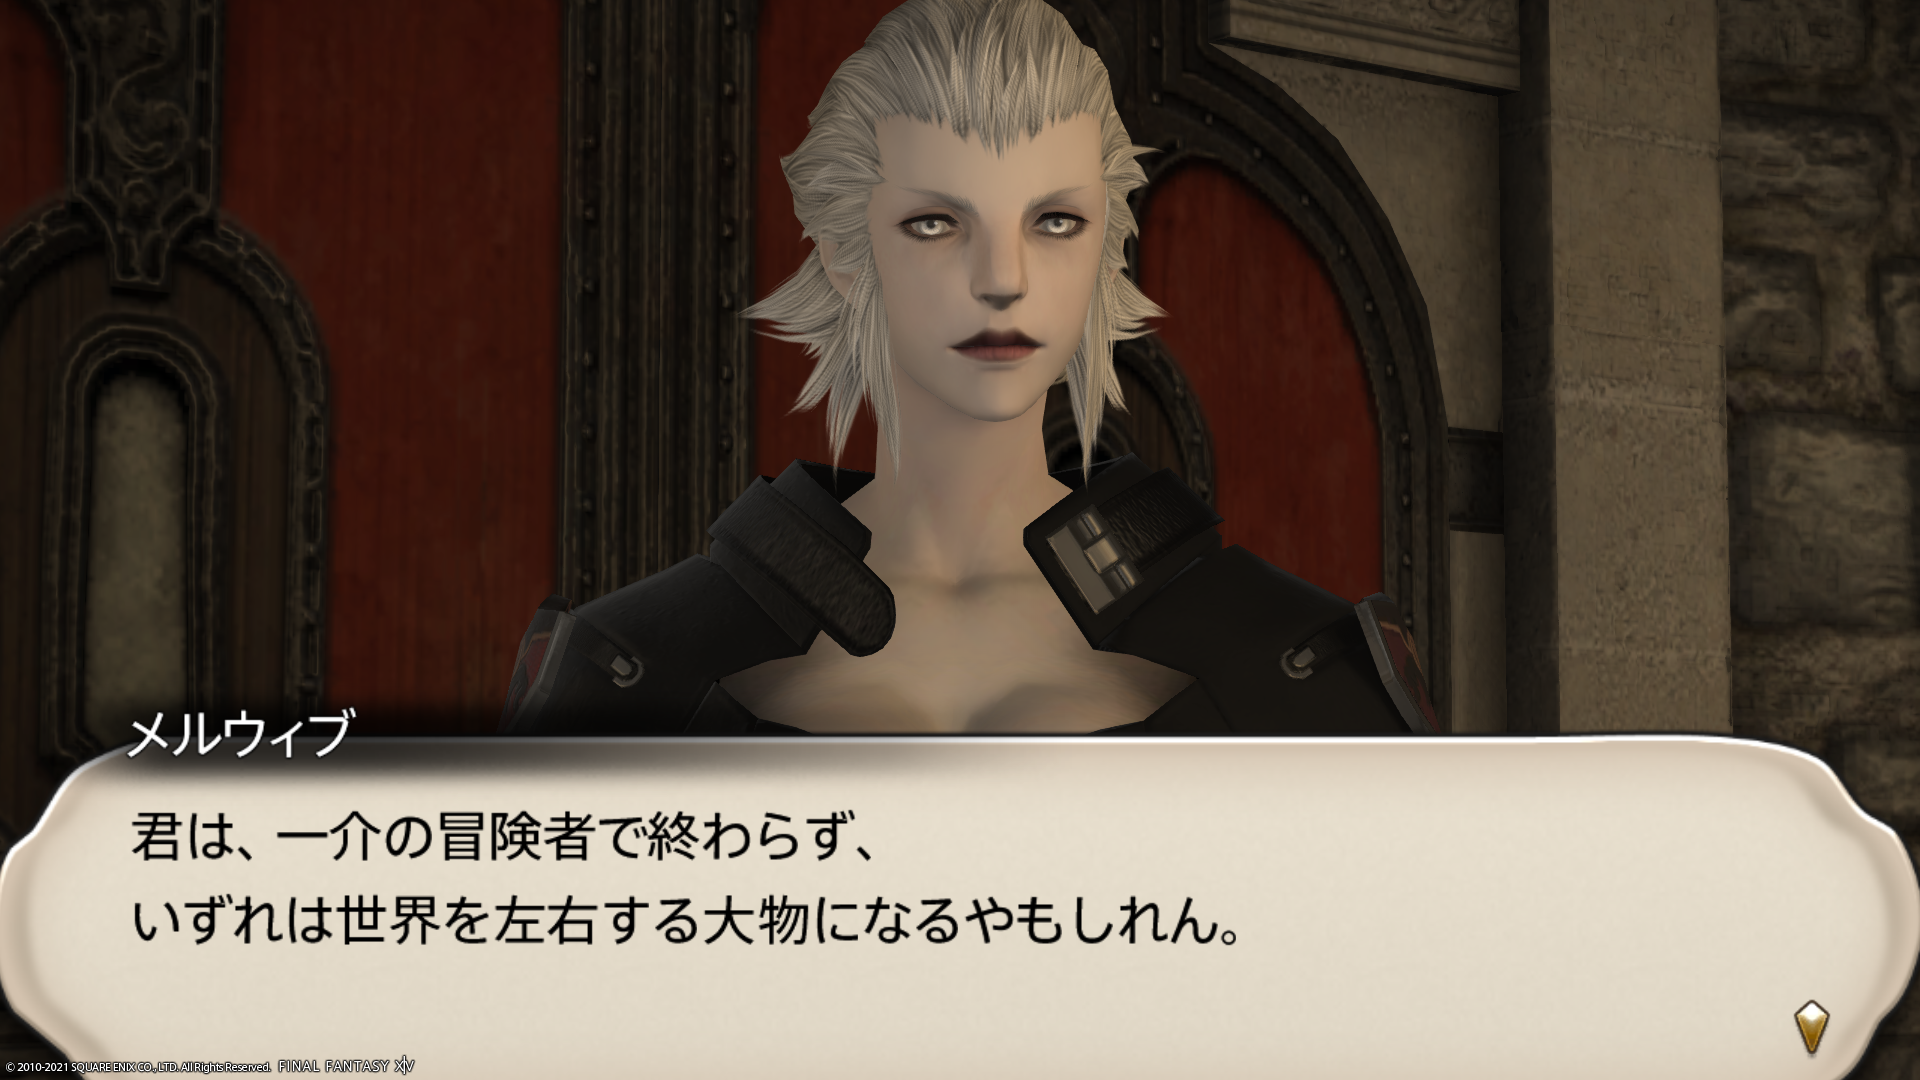 メルウィブ
君は、一介の冒険者で終わらず、
いずれは世界を左右する大物になるやもしれん。
© 2010-2021 SQUARE ENIX CO., LTD. All Rights Reserved. FINAL FANTASY XIV